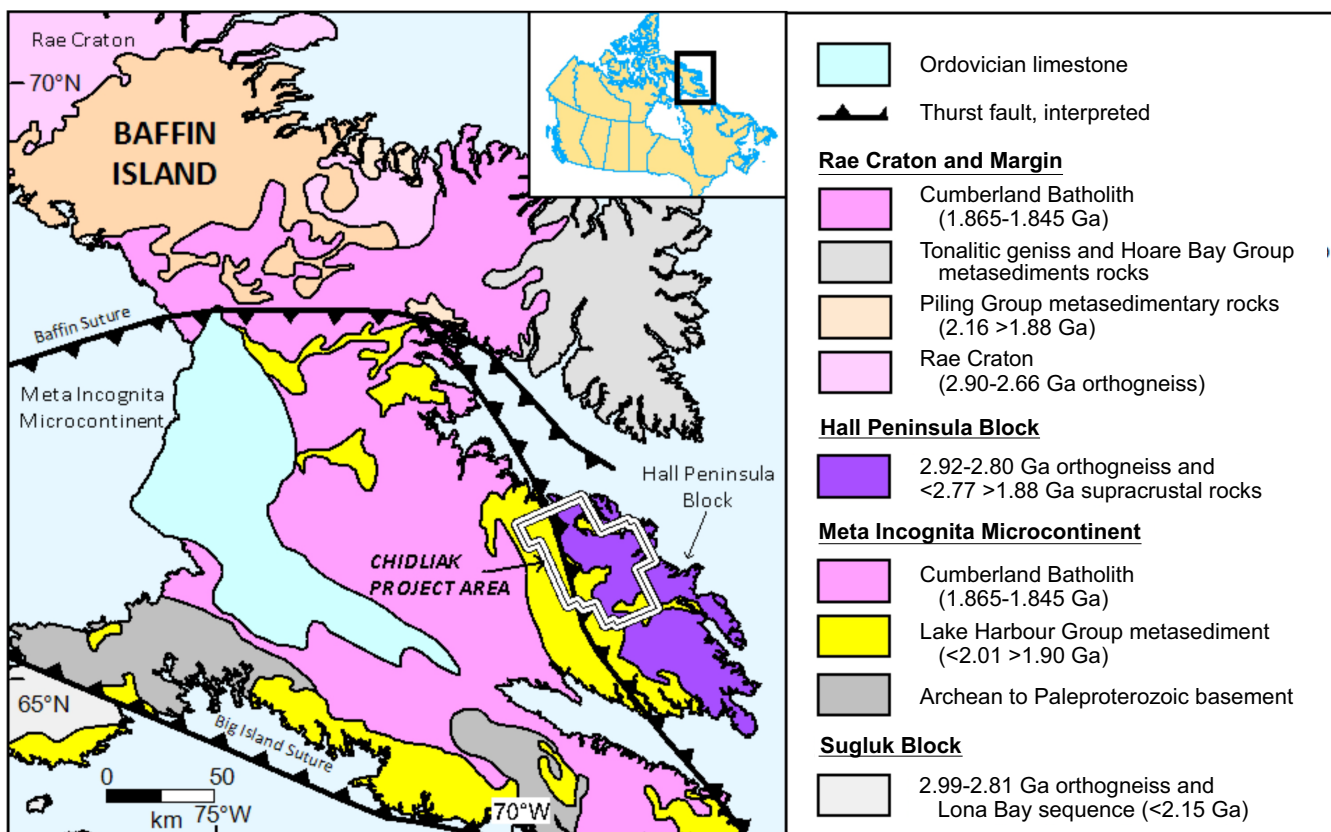 Rae Craton
70°N
BAFFIN
ISLAND
Baffin Suture
Meta Incognita
Microcontinent
Hall Peninsula
Block
CHIDLIAK
PROJECT AREA
65°N
Big Island Suture
0 50
km
75°W
70°W
Ordovician limestone
Thurst fault, interpreted
Rae Craton and Margin
Cumberland Batholith
(1.865-1.845 Ga)
Tonalitic geniss and Hoare Bay Group
metasediments rocks
Piling Group metasedimentary rocks
(2.16 >1.88 Ga)
Rae Craton
(2.90-2.66 Ga orthogneiss)
Hall Peninsula Block
2.92-2.80 Ga orthogneiss and
<2.77 >1.88 Ga supracrustal rocks
Meta Incognita Microcontinent
Cumberland Batholith
(1.865-1.845 Ga)
Lake Harbour Group metasediment
(<2.01 >1.90 Ga)
Archean to Paleproterozoic basement
Sugluk Block
2.99-2.81 Ga orthogneiss and
Lona Bay sequence (<2.15 Ga)